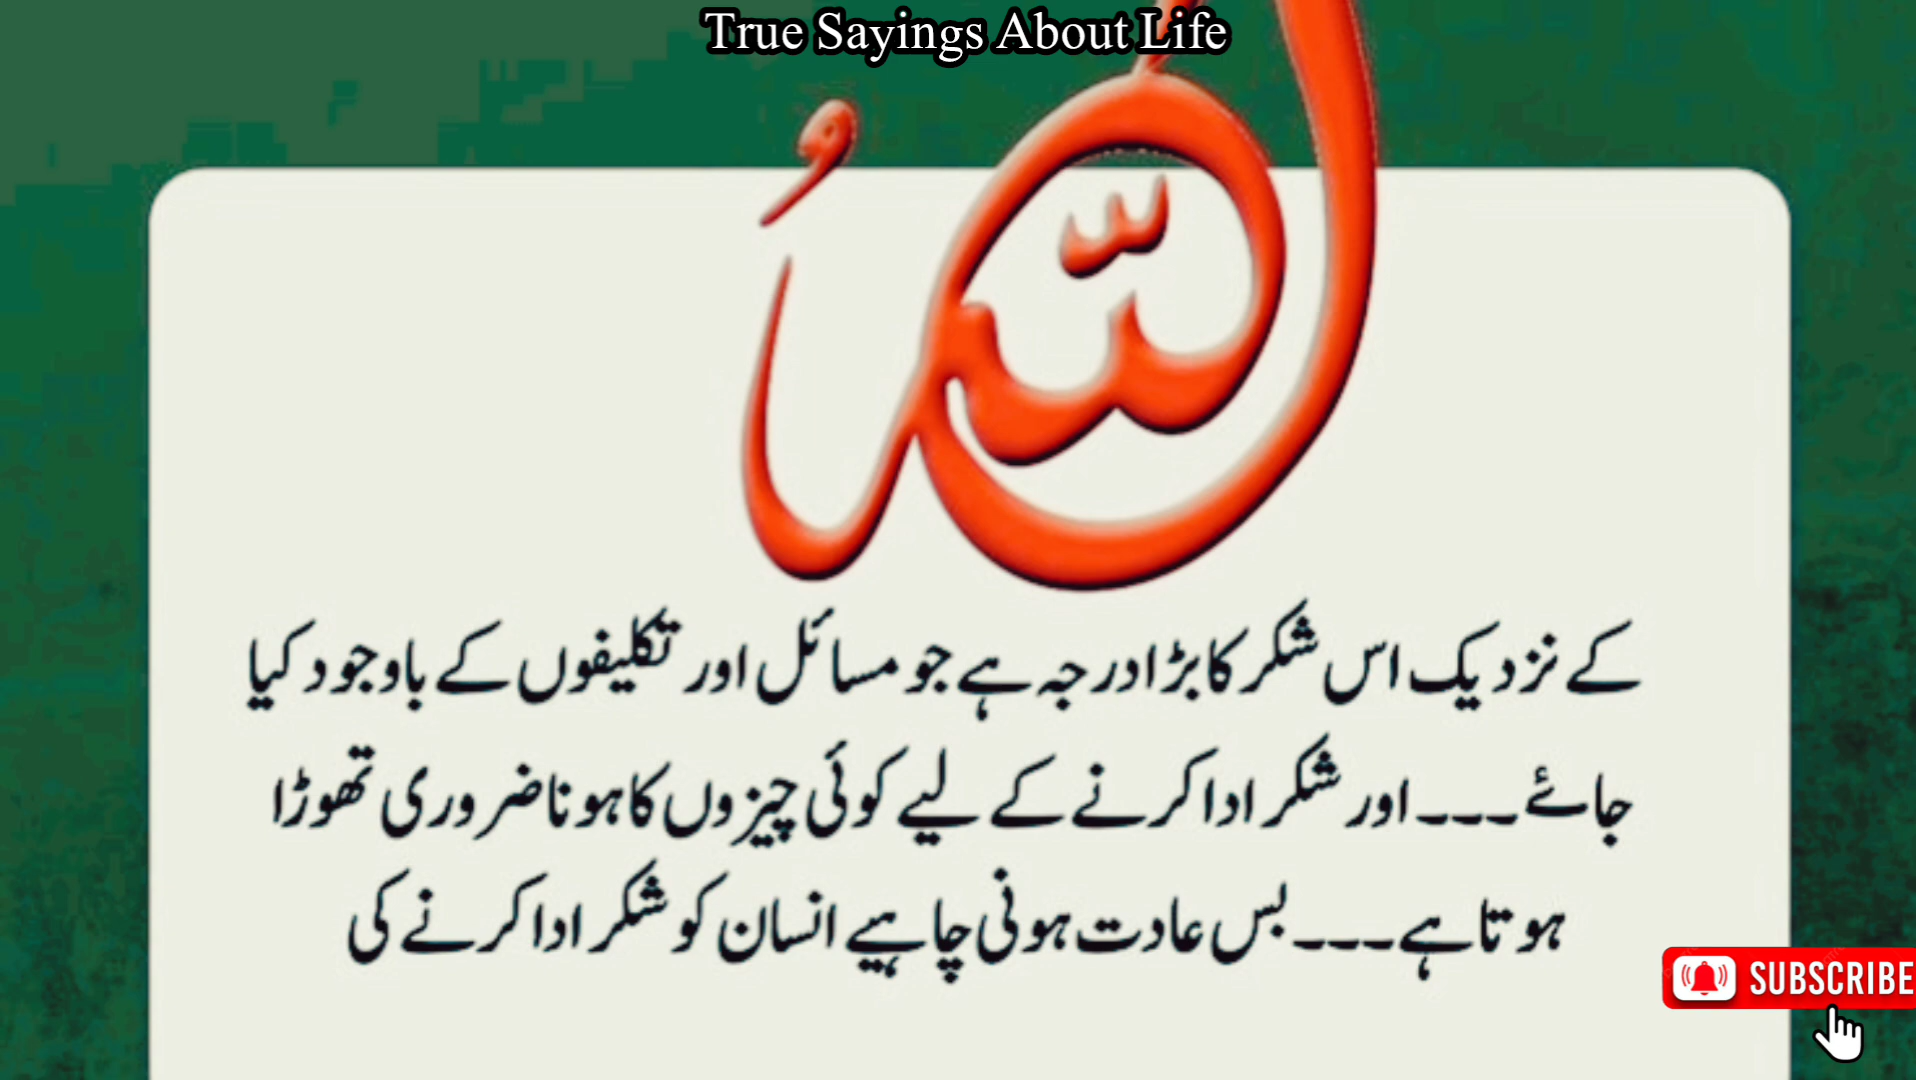 True Sayings About Life
اللہُ
کے نزدیک اس شکر کا بڑا درجہ ہے جو مسائل اور تکلیفوں کے باوجود کیا
جائے ۔۔۔ اور شکر ادا کرنے کے لیے کوئی چیزوں کا ہونا ضروری تھوڑا
ہوتا ہے ۔۔۔ بس عادت ہونی چاہیے انسان کو شکر ادا کرنے کی
SUBSCRIBE